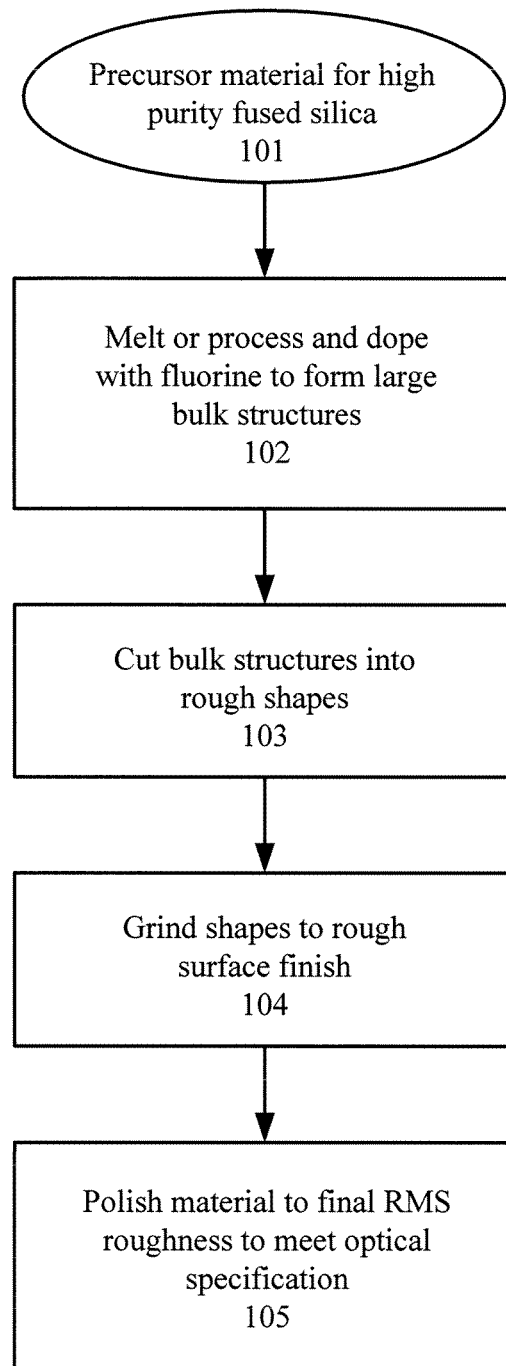 Precursor material for high
purity fused silica
101
Melt or process and dope
with fluorine to form large
bulk structures
102
Cut bulk structures into
rough shapes
103
Grind shapes to rough
surface finish
104
Polish material to final RMS
roughness to meet optical
specification
105